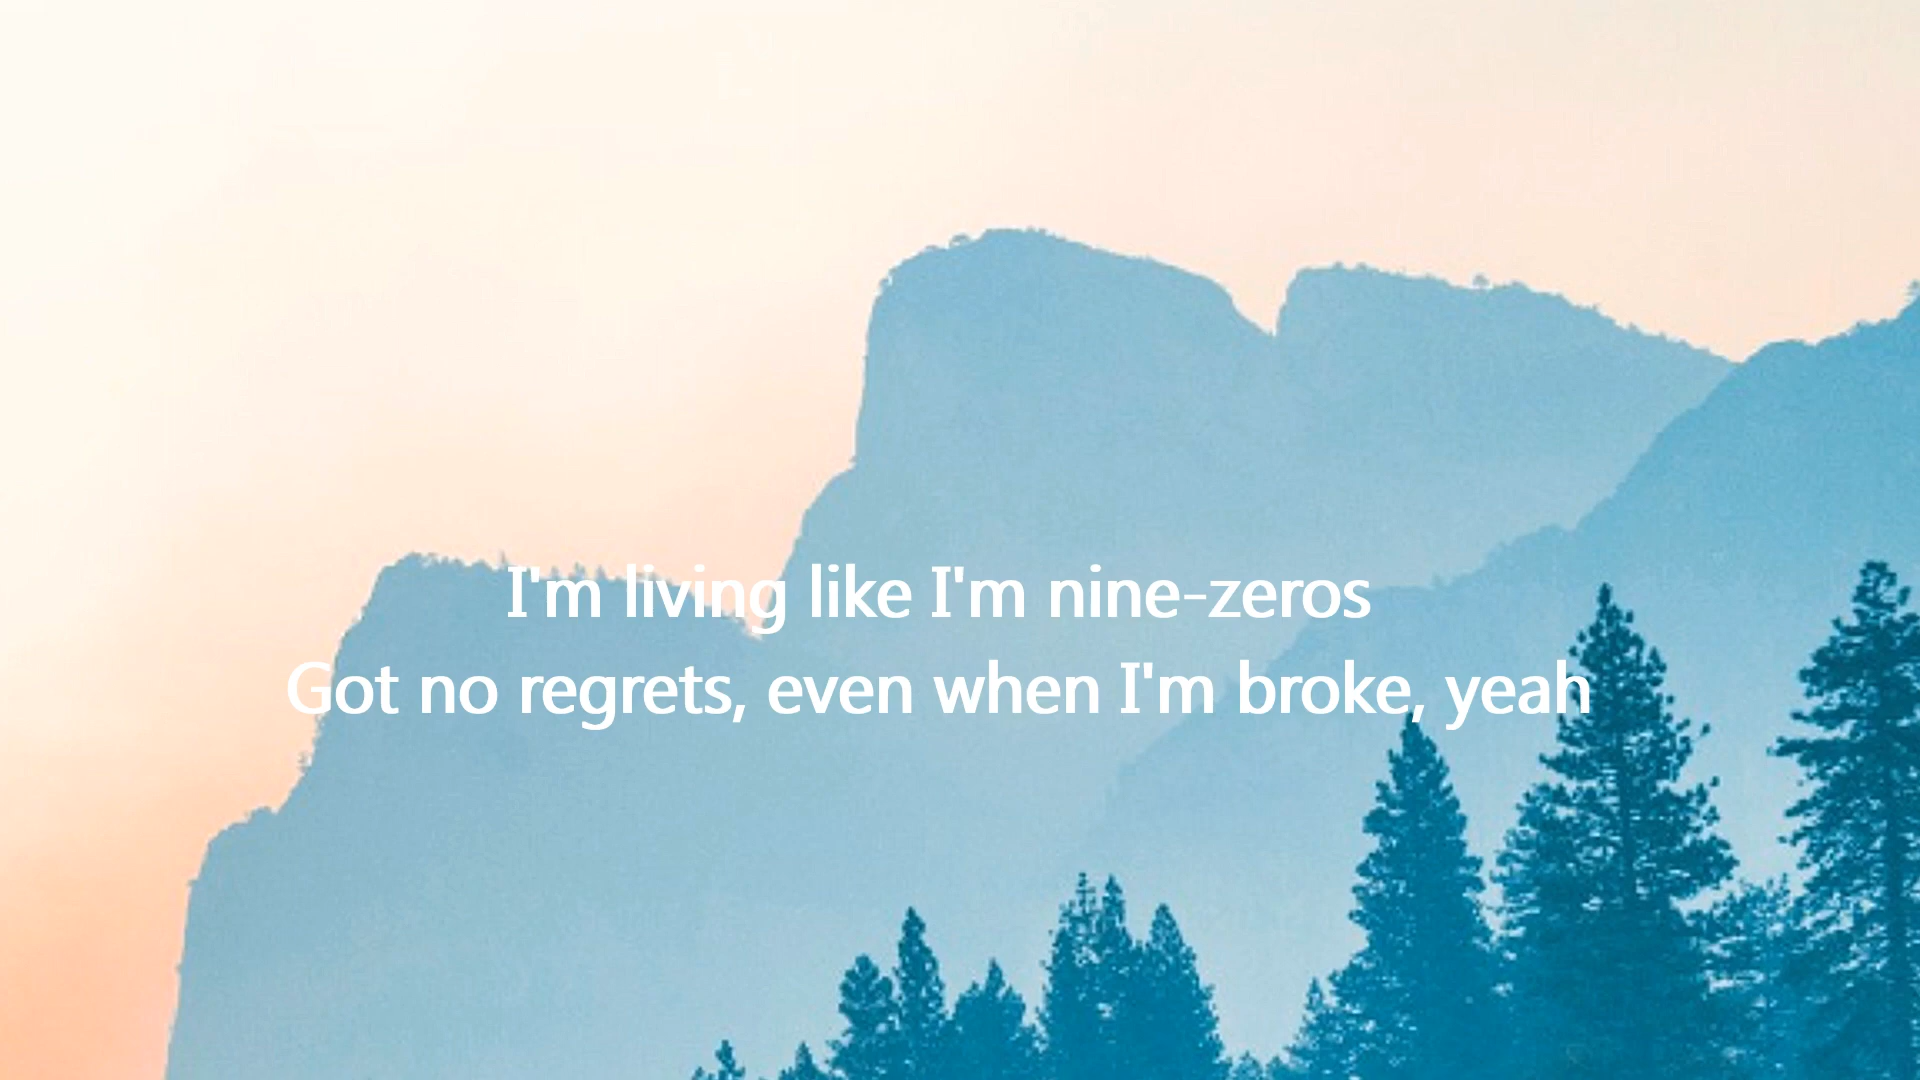 I'm living like I'm nine-zeros
Got no regrets, even when I'm broke, yeah